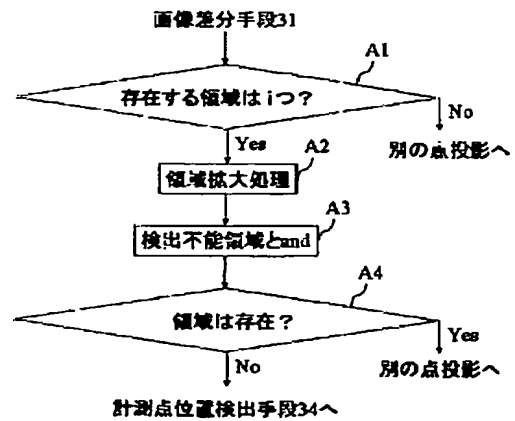 画像差分手段31
A1
存在する領域は1つ?
No
別の点投影へ
Yes
A2
領域拡大処理
A3
検出不能領域とand
A4
領域は存在?
Yes
別の点投影へ
No
計測点位置検出手段34へ